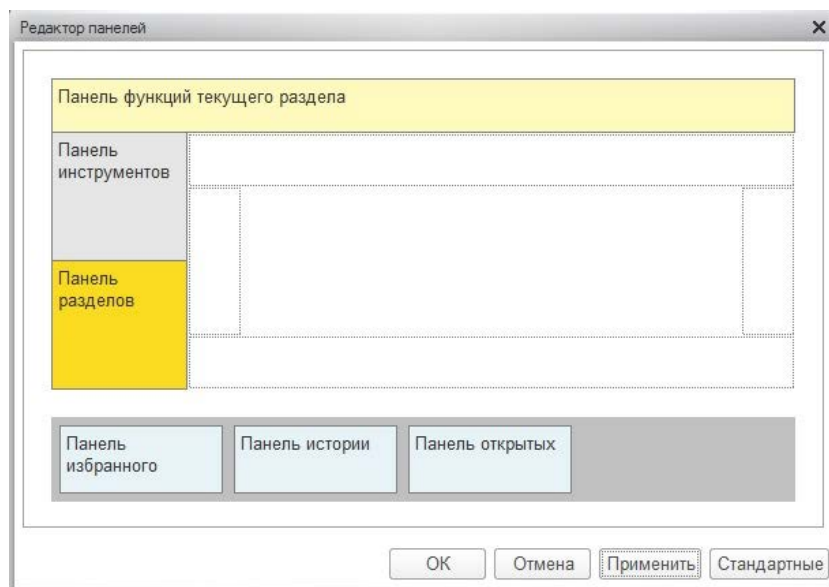 Редактор панелей
Панель функций текущего раздела
Панель
инструментов
Панель
разделов
Панель
избранного
Панель истории
Панель открытых
ОК
Отмена
Применить
Стандартные